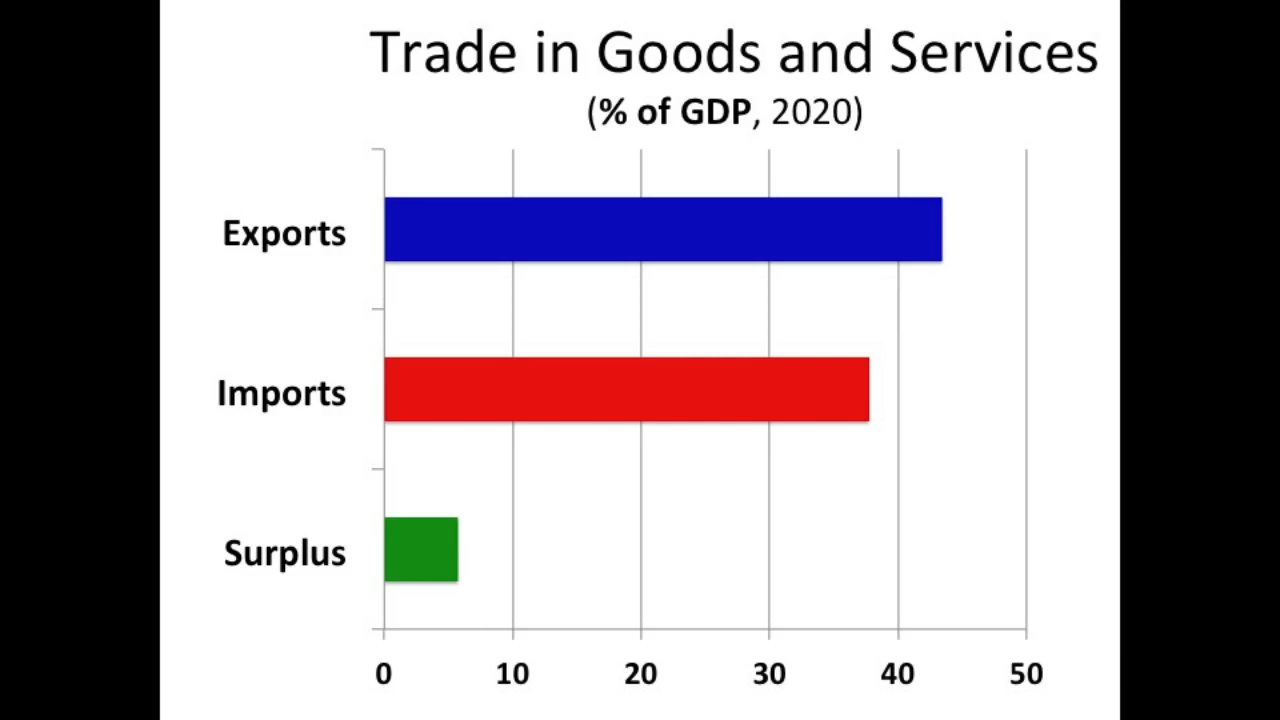 Trade in Goods and Services
(% of GDP, 2020)
Exports
Imports
Surplus
0 10 20 30 40 50